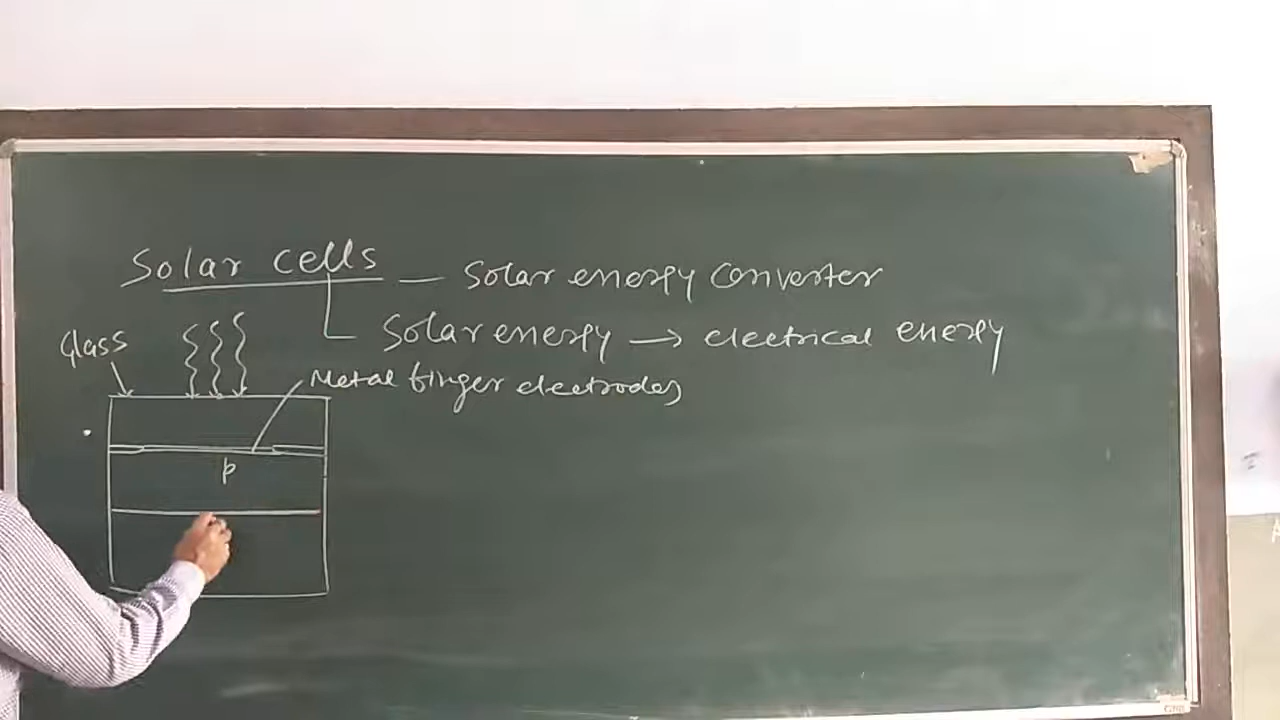 Solar cells — Solar energy converter
Solar energy → electrical energy
Glass
Metal finger electrodes
p